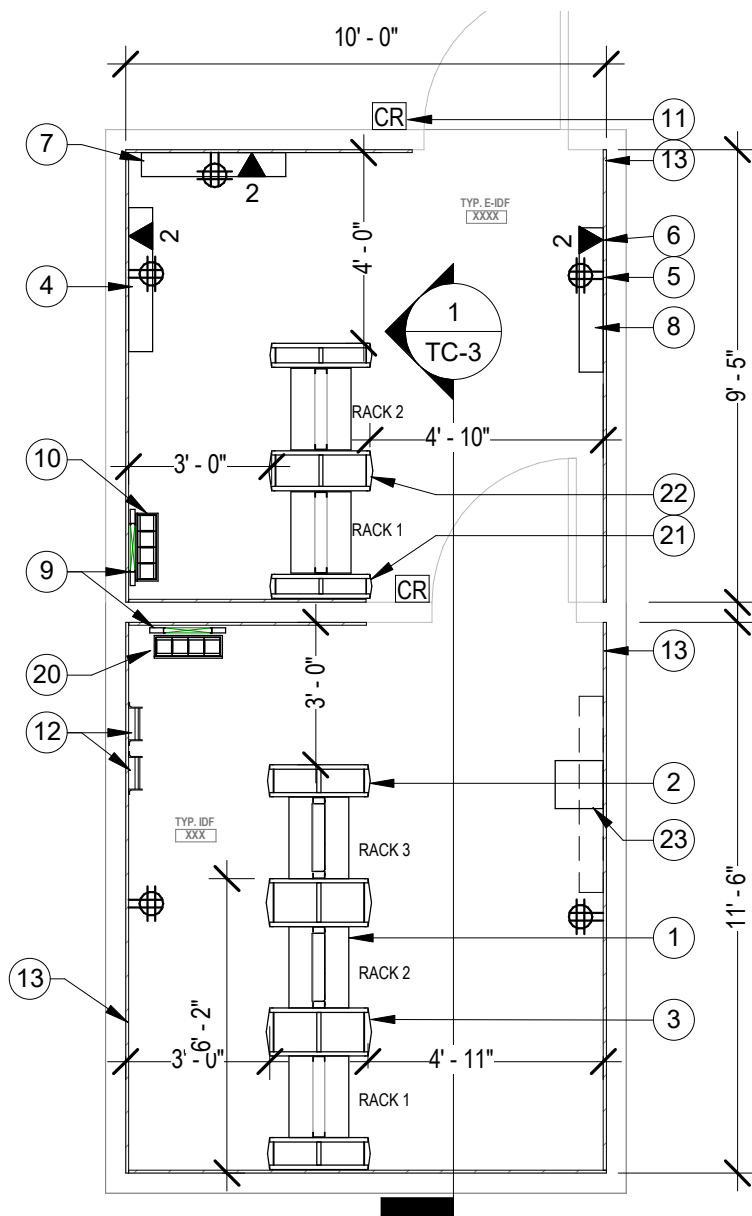 10' - 0"
CR
11
7
13
2
TYP. E-IDF
XXXX
2
2
6
4
4' - 0"
5
1
TC-3
8
9' - 5"
RACK 2
4' - 10"
10
3' - 0"
22
RACK 1
21
9
CR
20
13
3' - 0"
12
2
TYP. IDF
XXX
23
RACK 3
11' - 6"
1
RACK 2
13
6' - 2"
3
3' - 0"
4' - 11"
RACK 1